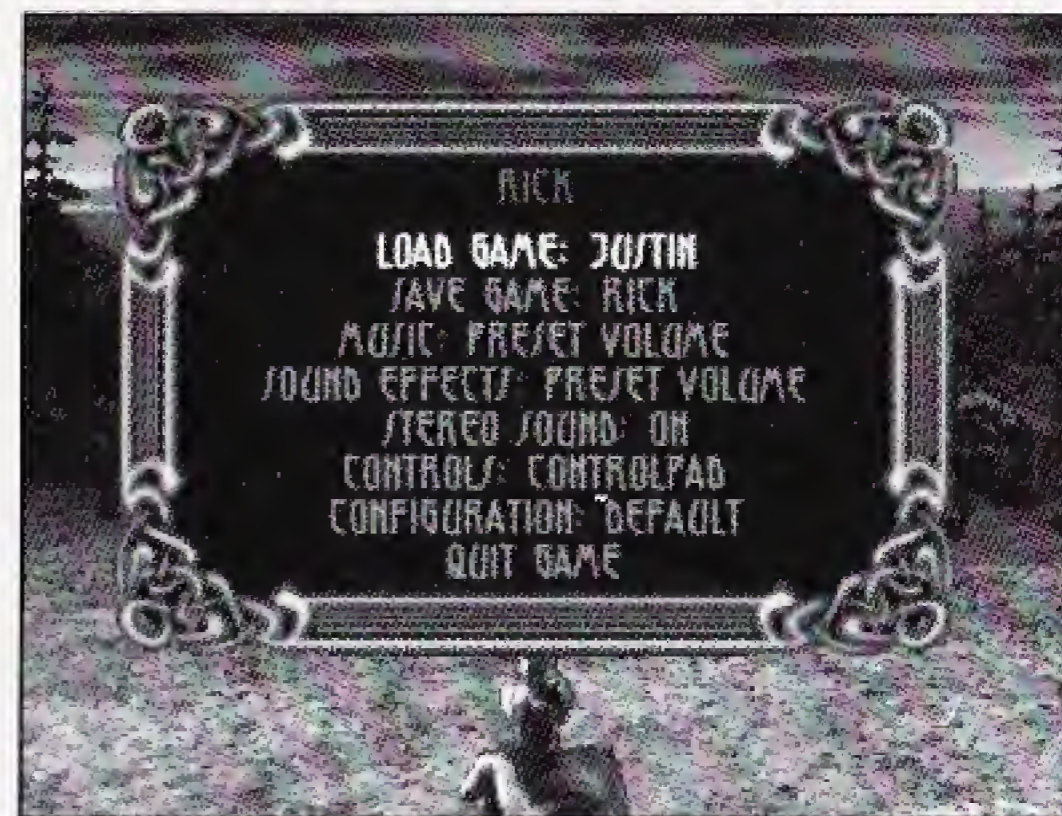 RICK
LOAD GAME: JUSTIN
SAVE GAME: RICK
MUSIC: PRESET VOLUME
SOUND EFFECTS: PRESET VOLUME
STEREO SOUND: ON
CONTROLS: CONTROLPAD
CONFIGURATION: DEFAULT
QUIT GAME